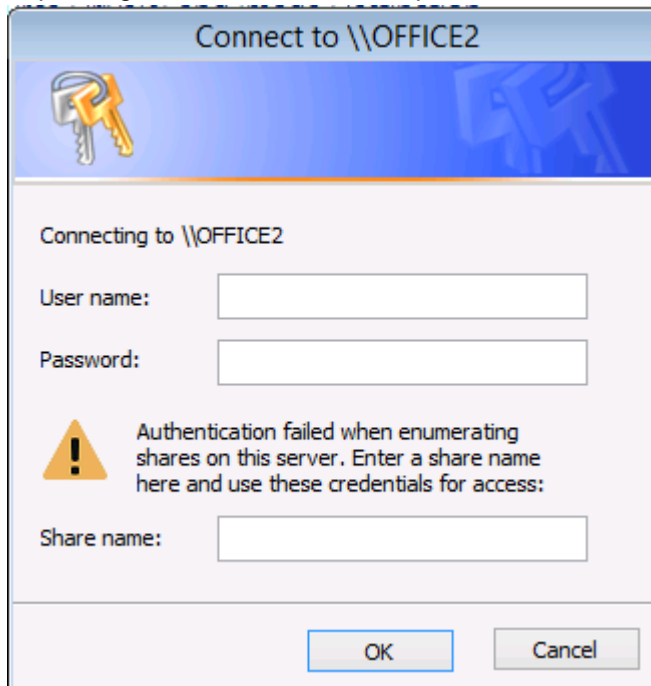 Connect to \\OFFICE2
Connecting to \\OFFICE2
User name:
Password:
Authentication failed when enumerating
shares on this server. Enter a share name
here and use these credentials for access:
Share name:
OK
Cancel